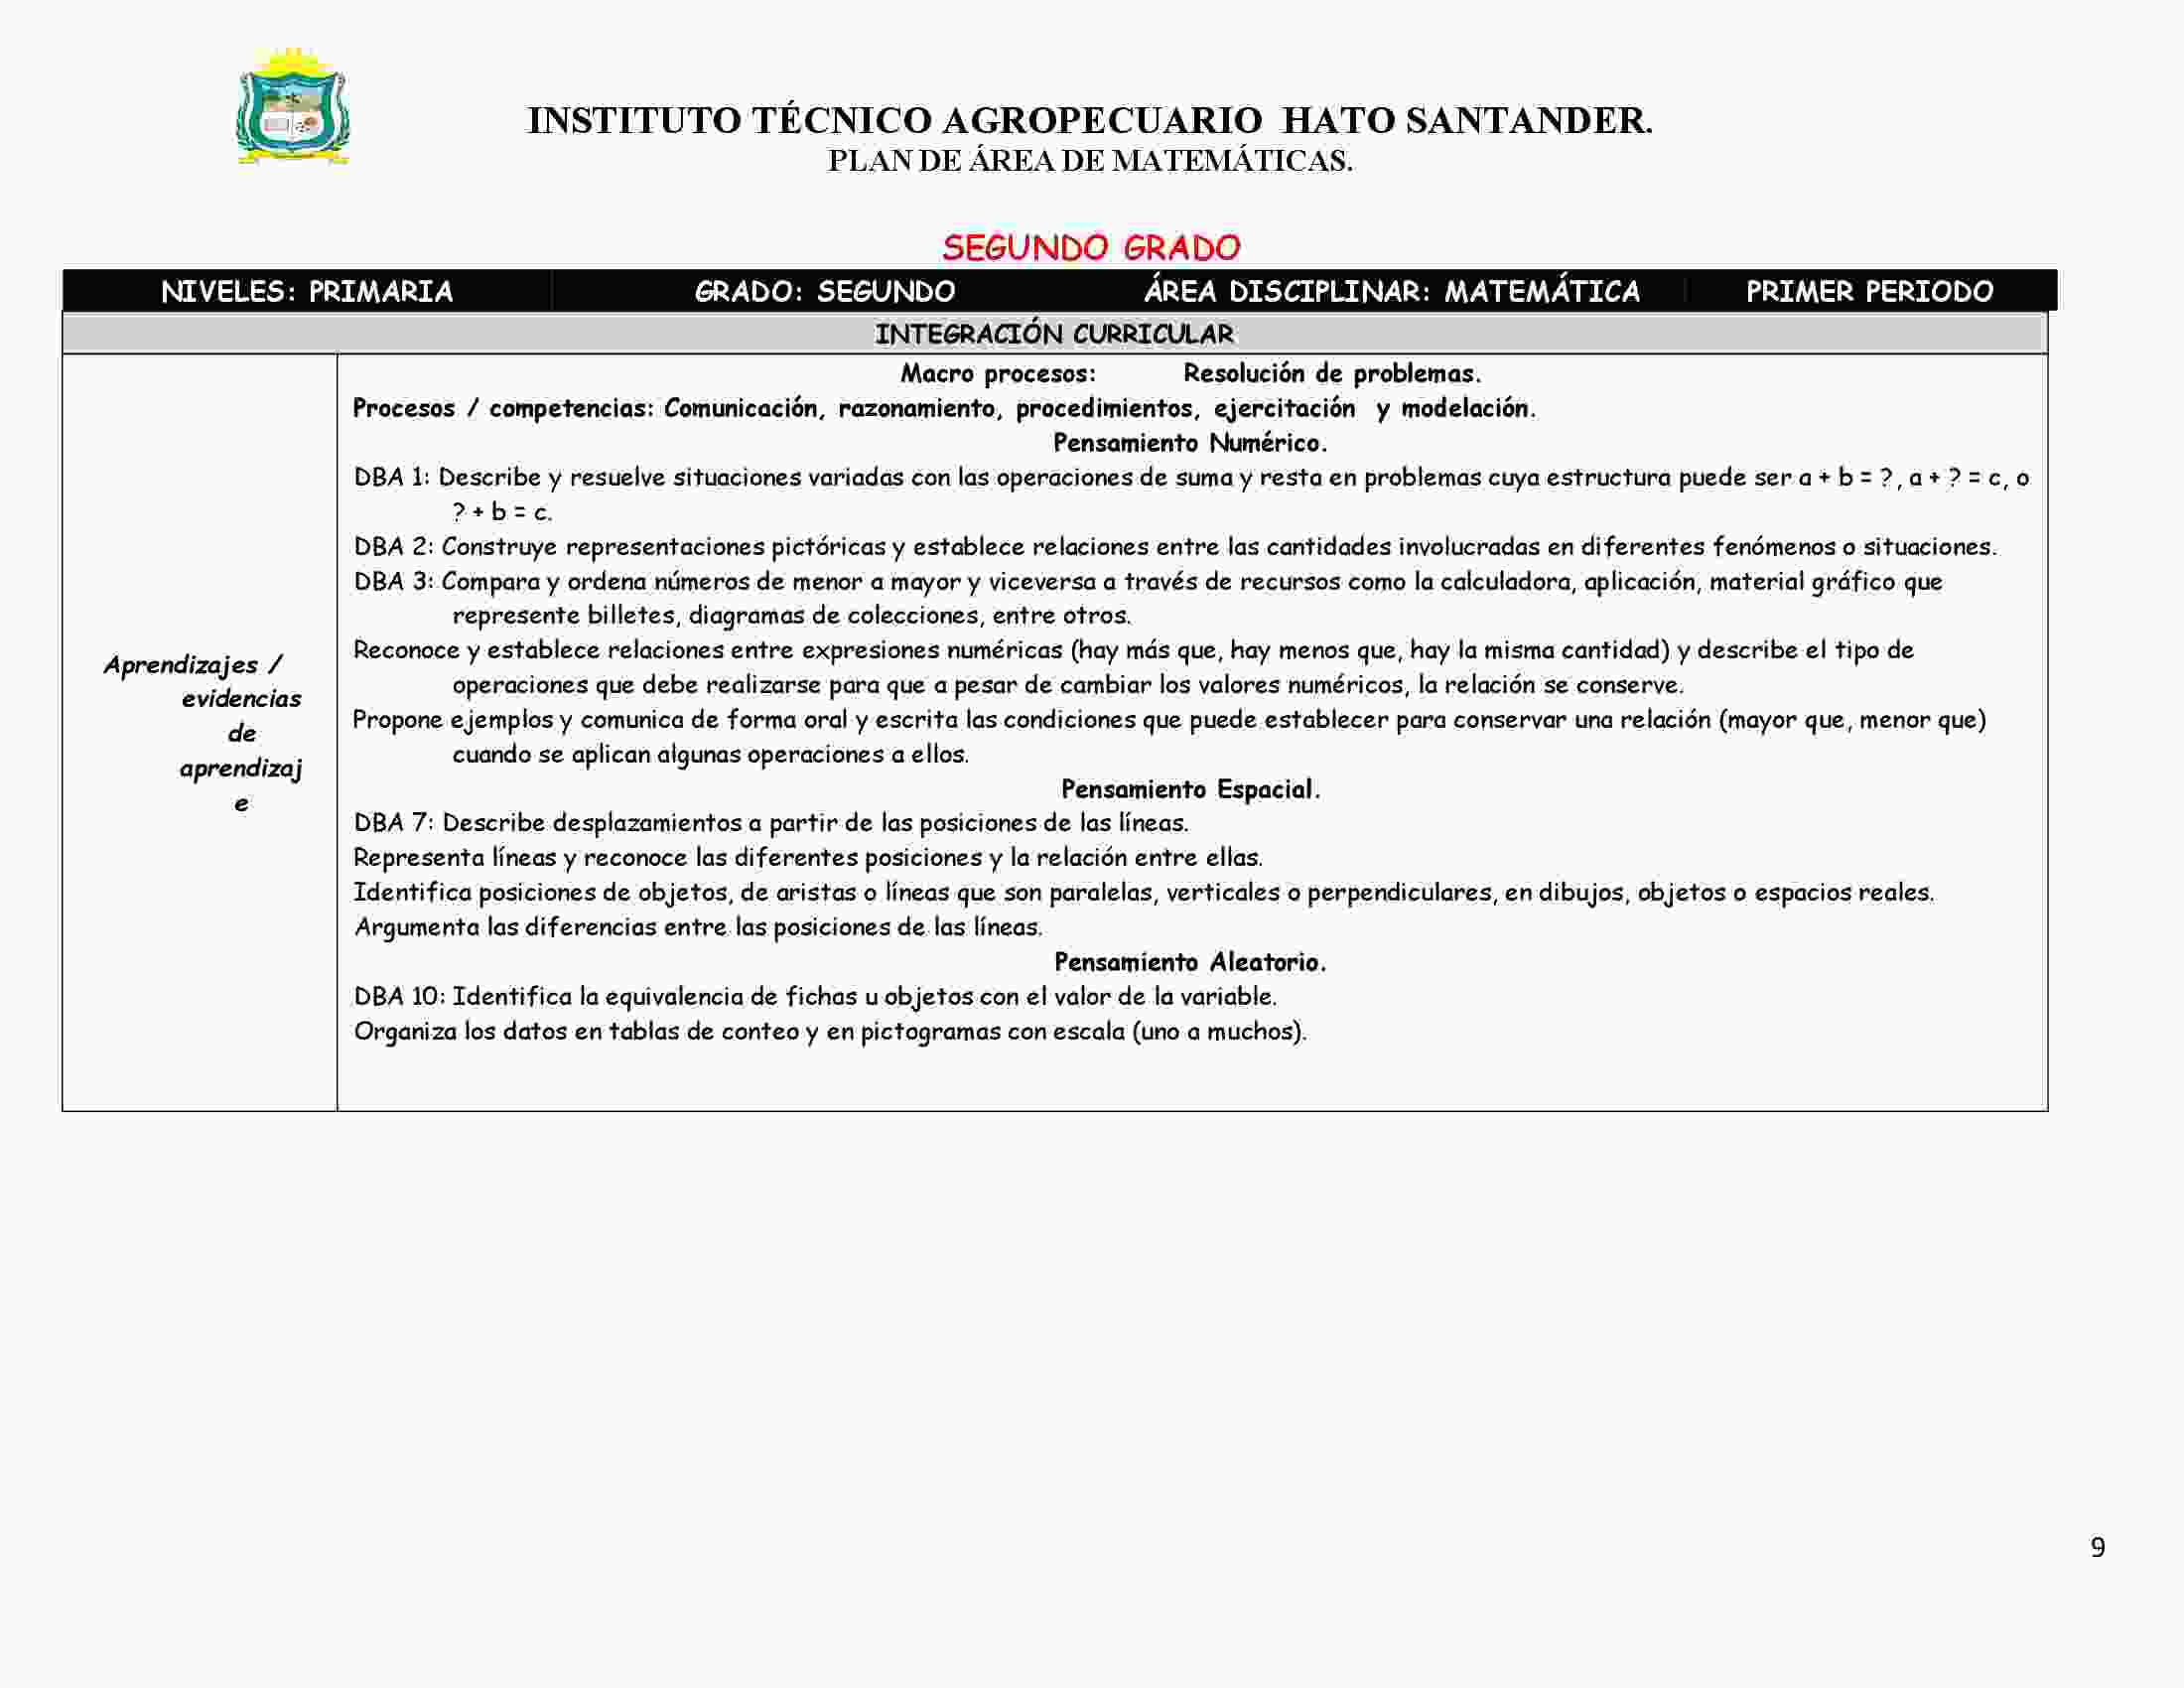 INSTITUTO TÉCNICO AGROPECUARIO HATO SANTANDER.
PLAN DE ÁREA DE MATEMÁTICAS.
SEGUNDO GRADO
NIVELES: PRIMARIA GRADO: SEGUNDO ÁREA DISCIPLINAR: MATEMÁTICA PRIMER PERIODO
INTEGRACIÓN CURRICULAR
Aprendizajes /
evidencias
de
aprendizaj
e
Macro procesos: Resolución de problemas.
Procesos / competencias: Comunicación, razonamiento, procedimientos, ejercitación y modelación.
Pensamiento Numérico.
DBA 1: Describe y resuelve situaciones variadas con las operaciones de suma y resta en problemas cuya estructura puede ser a + b = ?, a + ? = c, o
? + b = c.
DBA 2: Construye representaciones pictóricas y establece relaciones entre las cantidades involucradas en diferentes fenómenos o situaciones.
DBA 3: Compara y ordena números de menor a mayor y viceversa a través de recursos como la calculadora, aplicación, material gráfico que
represente billetes, diagramas de colecciones, entre otros.
Reconoce y establece relaciones entre expresiones numéricas (hay más que, hay menos que, hay la misma cantidad) y describe el tipo de
operaciones que debe realizarse para que a pesar de cambiar los valores numéricos, la relación se conserve.
Propone ejemplos y comunica de forma oral y escrita las condiciones que puede establecer para conservar una relación (mayor que, menor que)
cuando se aplican algunas operaciones a ellos.
Pensamiento Espacial.
DBA 7: Describe desplazamientos a partir de las posiciones de las líneas.
Representa líneas y reconoce las diferentes posiciones y la relación entre ellas.
Identifica posiciones de objetos, de aristas o líneas que son paralelas, verticales o perpendiculares, en dibujos, objetos o espacios reales.
Argumenta las diferencias entre las posiciones de las líneas.
Pensamiento Aleatorio.
DBA 10: Identifica la equivalencia de fichas u objetos con el valor de la variable.
Organiza los datos en tablas de conteo y en pictogramas con escala (uno a muchos).
9